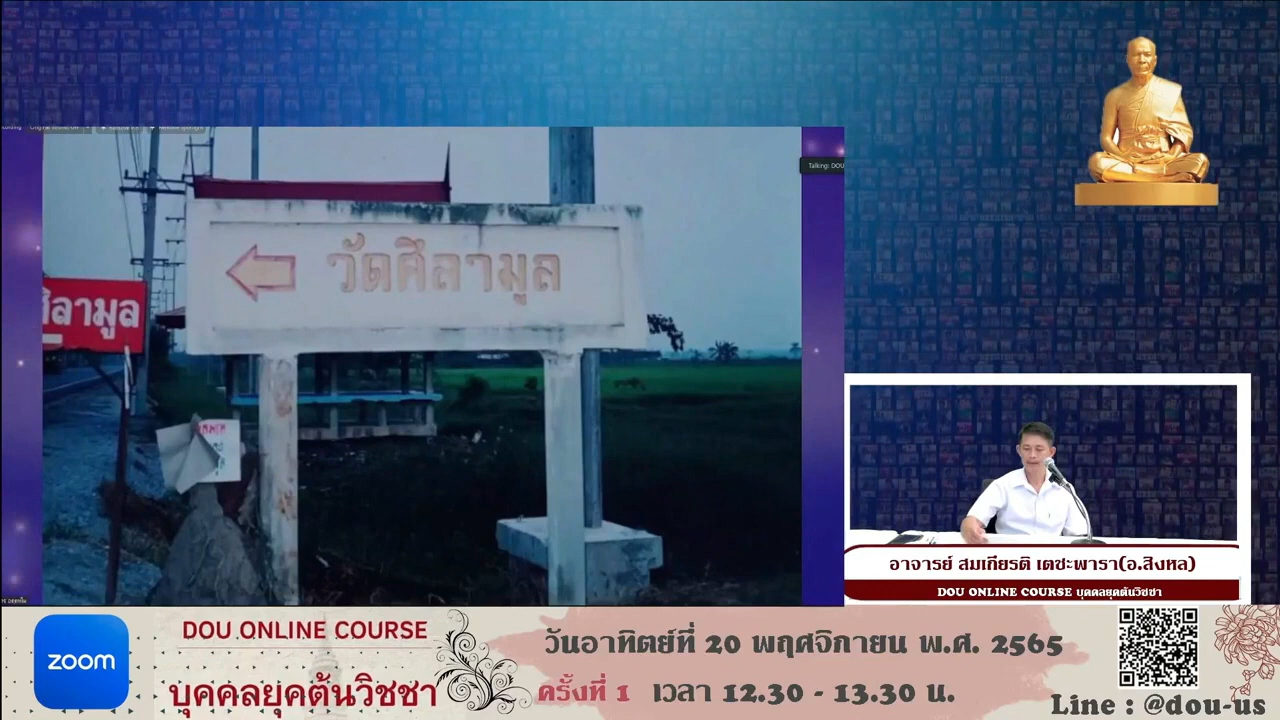 Talking: DOU
วัดศีลามูล
ศิลามูล
อาจารย์ สมเกียรติ เตชะพารา(อ.สิงหล)
DOU ONLINE COURSE บุคคลยุคต้นวิชชา
zoom
DOU ONLINE COURSE
บุคคลยุคต้นวิชชา
วันอาทิตย์ที่ 20 พฤศจิกายน พ.ศ. 2565
ครั้งที่ 1 เวลา 12.30 - 13.30 น.
Line : @dou-us